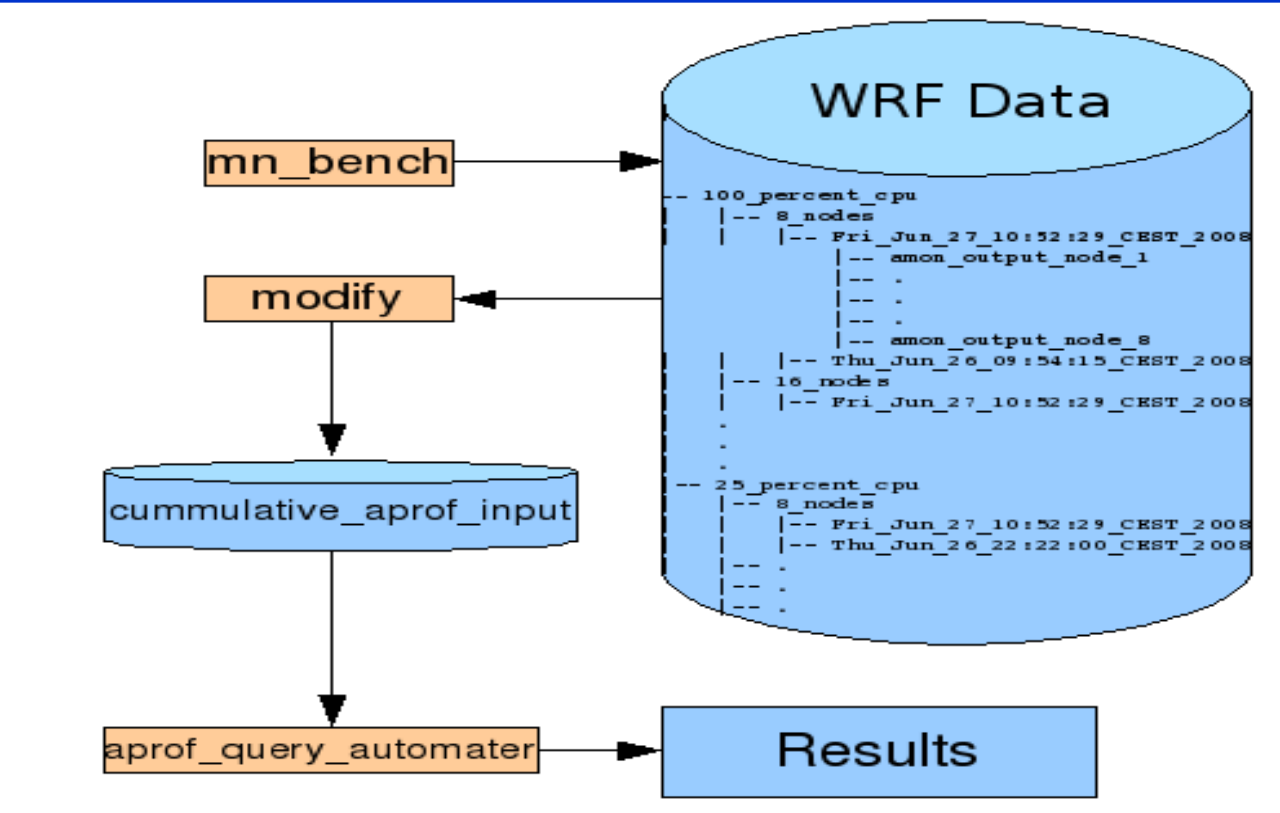 WRF Data
mn_bench
-- 100_percent_cpu
| |-- 8_nodes
| | |-- Fri_Jun_27_10:52:29_CEST_2008
|-- amon_output_node_1
|-- .
|-- .
|-- .
|-- amon_output_node_8
| | |-- Thu_Jun_26_09:54:15_CEST_2008
| |-- 16_nodes
| | |-- Fri_Jun_27_10:52:29_CEST_2008
| .
| .
| .
-- 25_percent_cpu
|-- 8_nodes
| |-- Fri_Jun_27_10:52:29_CEST_2008
| |-- Thu_Jun_26_22:22:00_CEST_2008
|-- .
|-- .
|-- .
modify
cummulative_aprof_input
aprof_query_automater
Results